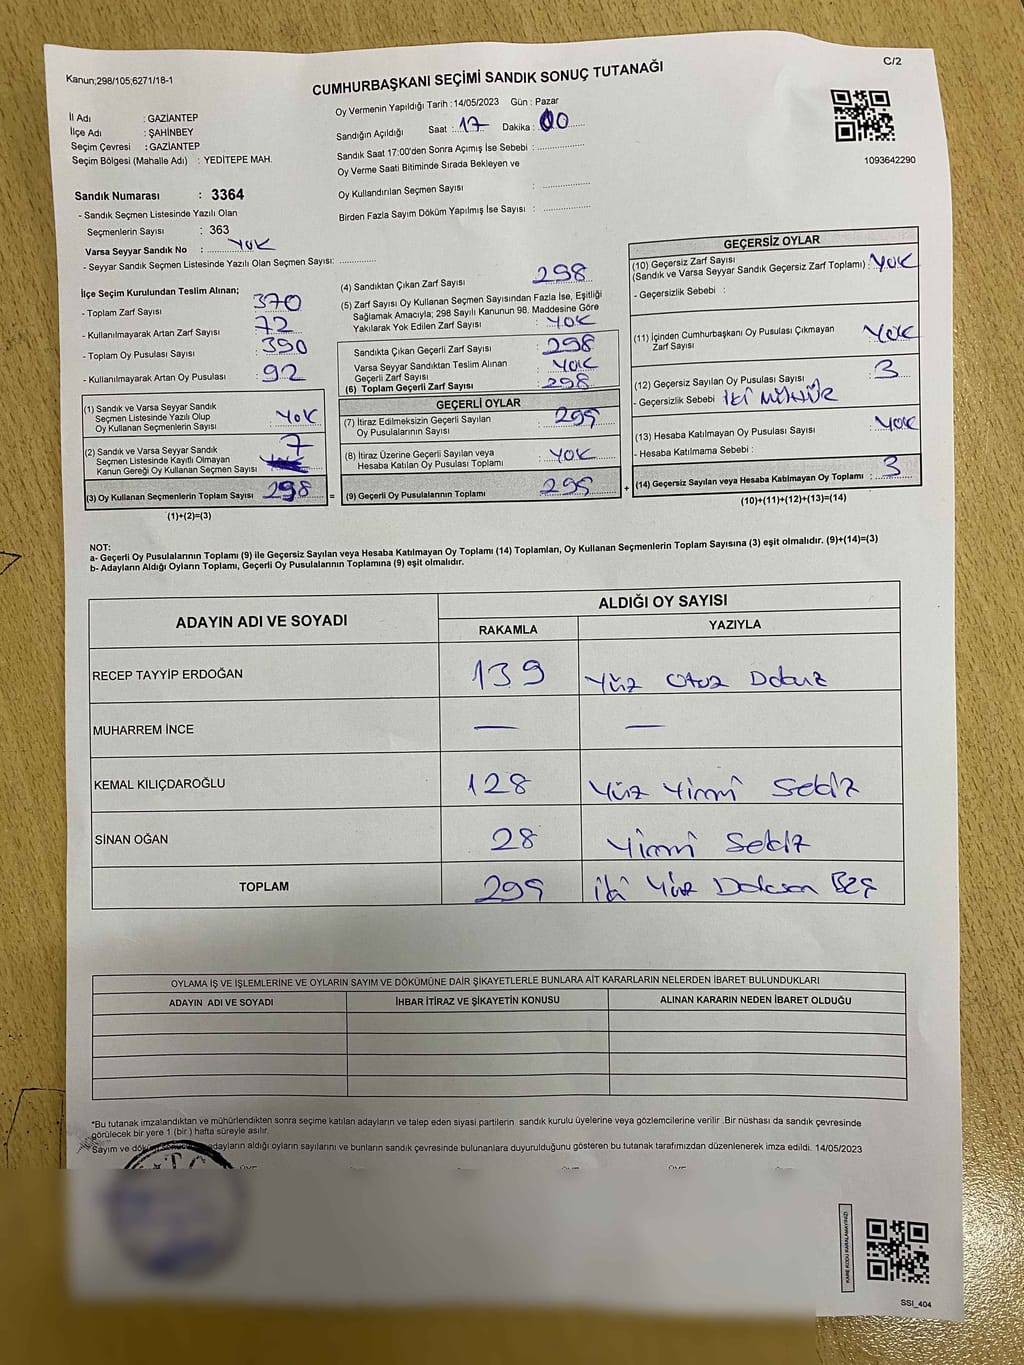 Kanun;298/105,6271/18-1
C/2
CUMHURBAŞKANI SEÇİMİ SANDIK SONUÇ TUTANAĞI
İl Adı : GAZİANTEP
İlçe Adı : ŞAHİNBEY
Seçim Çevresi : GAZİANTEP
Seçim Bölgesi (Mahalle Adı) : YEDİTEPE MAH.
Oy Vermenin Yapıldığı Tarih : 14/05/2023 Gün : Pazar
Sandığın Açıldığı Saat : 17 Dakika : 00
Sandık Saat 17:00'den Sonra Açımış İse Sebebi :
Oy Verme Saati Bitiminde Sırada Bekleyen ve
Oy Kullandırılan Seçmen Sayısı :
Birden Fazla Sayım Döküm Yapılmış İse Sayısı :
1093642290
Sandık Numarası : 3364
- Sandık Seçmen Listesinde Yazılı Olan
Seçmenlerin Sayısı : 363
Varsa Seyyar Sandık No : YOK
- Seyyar Sandık Seçmen Listesinde Yazılı Olan Seçmen Sayısı:
İlçe Seçim Kurulundan Teslim Alınan;
- Toplam Zarf Sayısı : 370
- Kullanılmayarak Artan Zarf Sayısı : 72
- Toplam Oy Pusulası Sayısı : 390
- Kullanılmayarak Artan Oy Pusulası : 92
(1) Sandık ve Varsa Seyyar Sandık
Seçmen Listesinde Yazılı Olup
Oy Kullanan Seçmenlerin Sayısı : YOK
(2) Sandık ve Varsa Seyyar Sandık
Seçmen Listesinde Kayıtlı Olmayan
Kanun Gereği Oy Kullanan Seçmen Sayısı : 7
(3) Oy Kullanan Seçmenlerin Toplam Sayısı : 298
(1)+(2)=(3)
(4) Sandıktan Çıkan Zarf Sayısı : 298
(5) Zarf Sayısı Oy Kullanan Seçmen Sayısından Fazla İse, Eşitliği
Sağlamak Amacıyla; 298 Sayılı Kanunun 98. Maddesine Göre
Yakılarak Yok Edilen Zarf Sayısı : YOK
Sandıkta Çıkan Geçerli Zarf Sayısı : 298
Varsa Seyyar Sandıktan Teslim Alınan
Geçerli Zarf Sayısı : YOK
(6) Toplam Geçerli Zarf Sayısı : 298
GEÇERLİ OYLAR
(7) İtiraz Edilmeksizin Geçerli Sayılan
Oy Pusulalarının Sayısı : 295
(8) İtiraz Üzerine Geçerli Sayılan veya
Hesaba Katılan Oy Pusulası Toplamı : YOK
(9) Geçerli Oy Pusulalarının Toplamı : 295
GEÇERSİZ OYLAR
(10) Geçersiz Zarf Sayısı
(Sandık ve Varsa Seyyar Sandık Geçersiz Zarf Toplamı) : YOK
- Geçersizlik Sebebi :
(11) İçinden Cumhurbaşkanı Oy Pusulası Çıkmayan
Zarf Sayısı : YOK
(12) Geçersiz Sayılan Oy Pusulası Sayısı : 3
- Geçersizlik Sebebi : İKİ MÜHÜR
(13) Hesaba Katılmayan Oy Pusulası Sayısı : YOK
- Hesaba Katılmama Sebebi :
(14) Geçersiz Sayılan veya Hesaba Katılmayan Oy Toplamı : 3
(10)+(11)+(12)+(13)=(14)
NOT:
a- Geçerli Oy Pusulalarının Toplamı (9) ile Geçersiz Sayılan veya Hesaba Katılmayan Oy Toplamı (14) Toplamları, Oy Kullanan Seçmenlerin Toplam Sayısına (3) eşit olmalıdır. (9)+(14)=(3)
b- Adayların Aldığı Oyların Toplamı, Geçerli Oy Pusulalarının Toplamına (9) eşit olmalıdır.
ADAYIN ADI VE SOYADI ALDIĞI OY SAYISI
RAKAMLA YAZIYLA
RECEP TAYYİP ERDOĞAN 139 Yüz Otuz Dokuz
MUHARREM İNCE — —
KEMAL KILIÇDAROĞLU 128 Yüz Yirmi Sekiz
SİNAN OĞAN 28 Yirmi Sekiz
TOPLAM 295 iki Yüz Doksan Beş
OYLAMA İŞ VE İŞLEMLERİNE VE OYLARIN SAYIM VE DÖKÜMÜNE DAİR ŞİKAYETLERLE BUNLARA AİT KARARLARIN NELERDEN İBARET BULUNDUKLARI
ADAYIN ADI VE SOYADI İHBAR İTİRAZ VE ŞİKAYETİN KONUSU ALINAN KARARIN NEDEN İBARET OLDUĞU
*Bu tutanak imzalandıktan ve mühürlendikten sonra seçime katılan adayların ve talep eden siyasi partilerin sandık kurulu üyelerine veya gözlemcilerine verilir. Bir nüshası da sandık çevresinde
görülecek bir yere 1 (bir) hafta süreyle asılır.
*Sayım ve adayların aldığı oyların sayılarını ve bunların sandık çevresinde bulunanlara duyurulduğunu gösteren bu tutanak tarafımızdan düzenlenerek imza edildi. 14/05/2023
KARE KODU KARALAMAYINIZ!
SSI_404